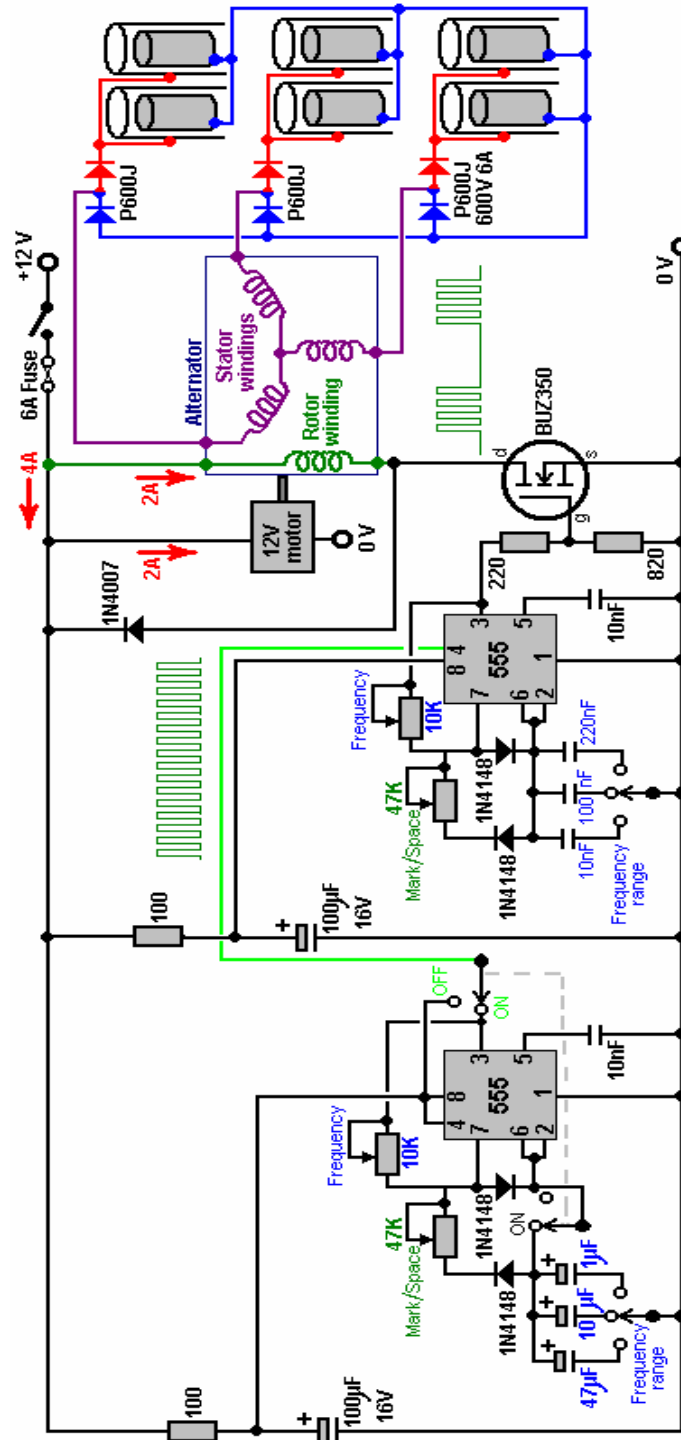 +12 V
6A Fuse
4A
2A
2A
1N4007
12V
motor
0 V
Alternator
Stator
windings
Rotor
winding
P600J
P600J
P600J
600V 6A
BUZ350
d
g
s
220
820
0 V
100
100µF
16V
+
Frequency
10K
47K
Mark/Space
1N4148
1N4148
8 4
7 3
555
6 5
2 1
10nF
10nF
100nF
220nF
Frequency
range
100
100µF
16V
+
OFF
ON
Frequency
10K
47K
Mark/Space
1N4148
1N4148
4 8
7 3
555
6 5
2 1
10nF
ON
+
+
+
47µF
10µF
1µF
Frequency
range